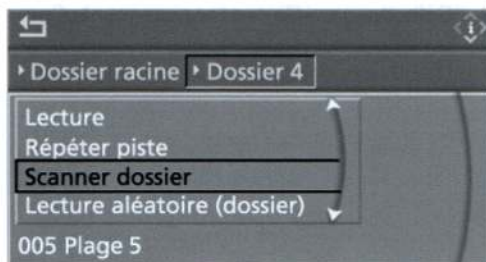 Dossier racine Dossier 4
Lecture
Répéter piste
Scanner dossier
Lecture aléatoire (dossier)
005 Plage 5